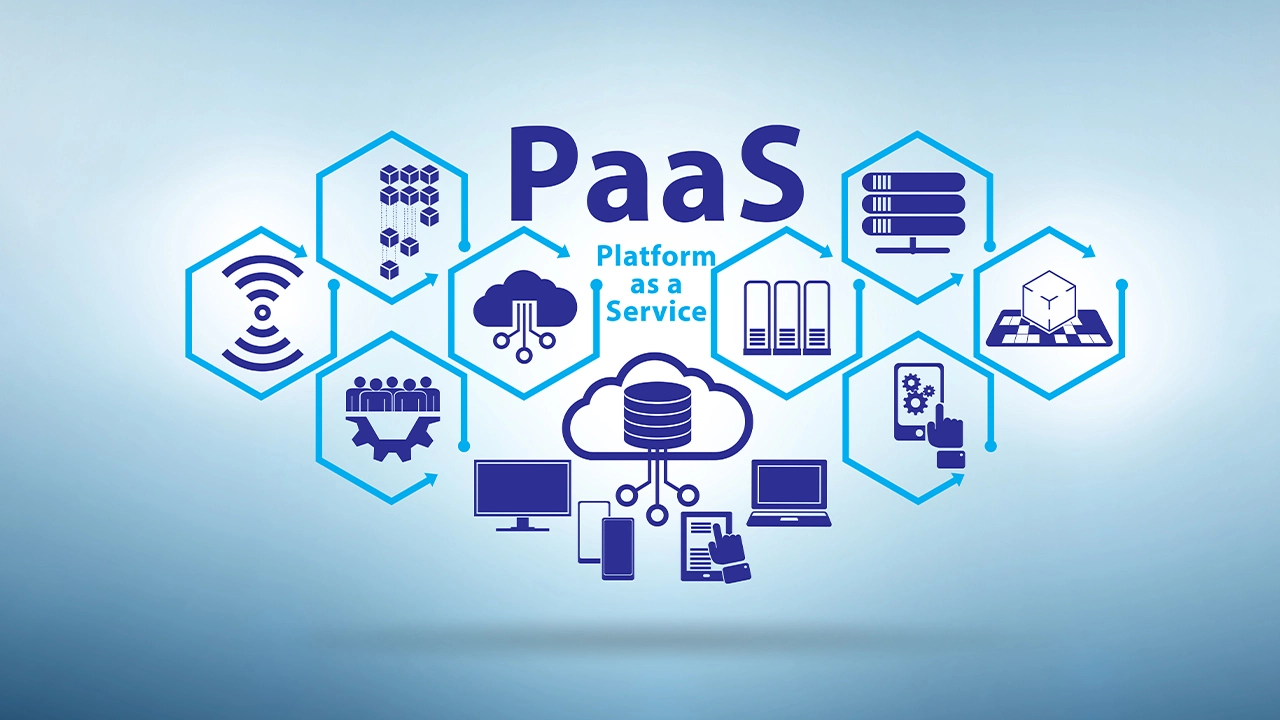 PaaS
Platform
as a
Service